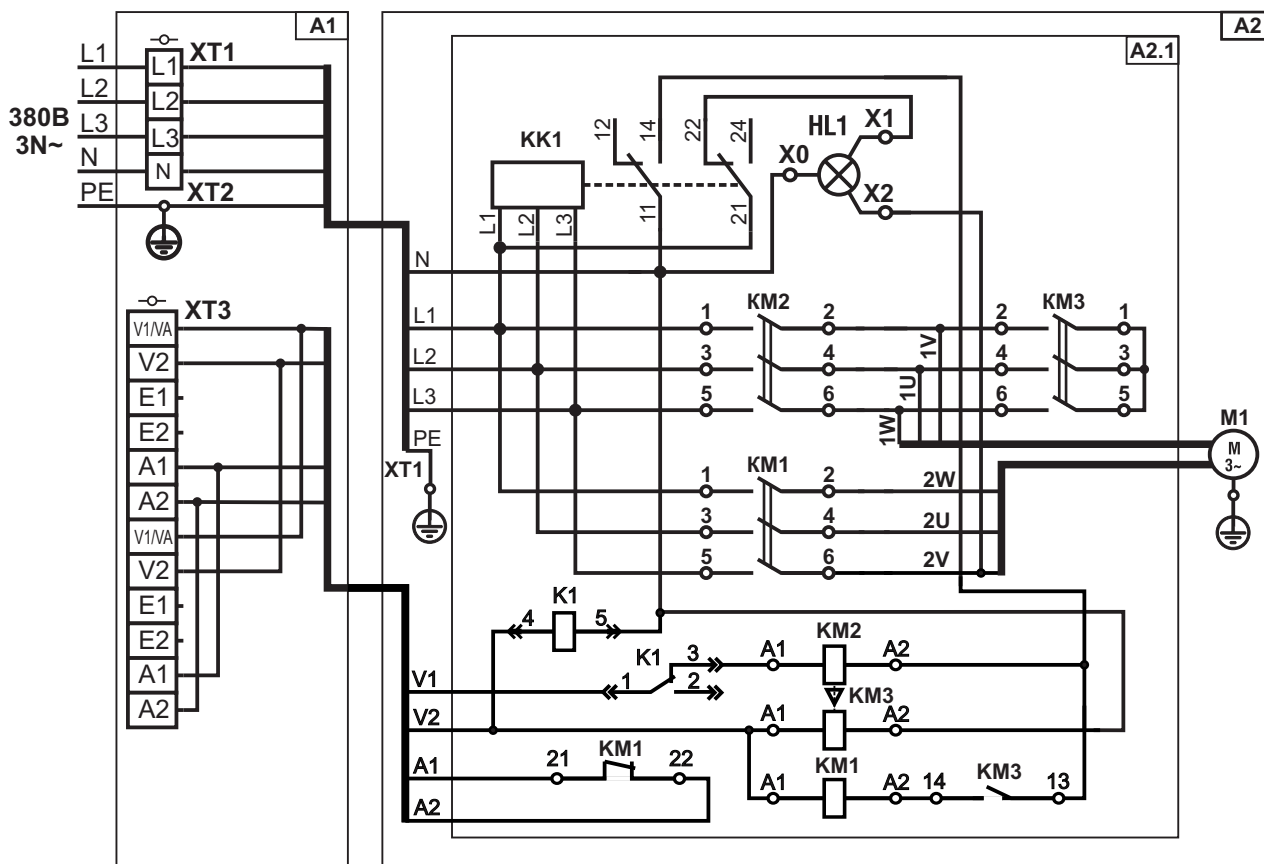 A1
A2
A2.1
L1
L1
XT1
L2
L2
380В
L3
L3
3N~
N
N
PE
XT2
XT3
V1/VA
V2
E1
E2
A1
A2
V1/VA
V2
E1
E2
A1
A2
KK1
12
14
22
24
HL1
X1
X0
X2
L1
L2
L3
11
21
N
L1
1
KM2
2
2
KM3
1
L2
3
4
4
3
L3
5
6
6
5
1V
1U
1W
PE
XT1
M1
M
3~
1
KM1
2
2W
3
4
2U
5
6
2V
K1
4
5
K1
3
1
2
KM2
A1
A2
V1
KM3
V2
A1
A2
A1
21
KM1
22
KM1
A1
A2
14
KM3
13
A2